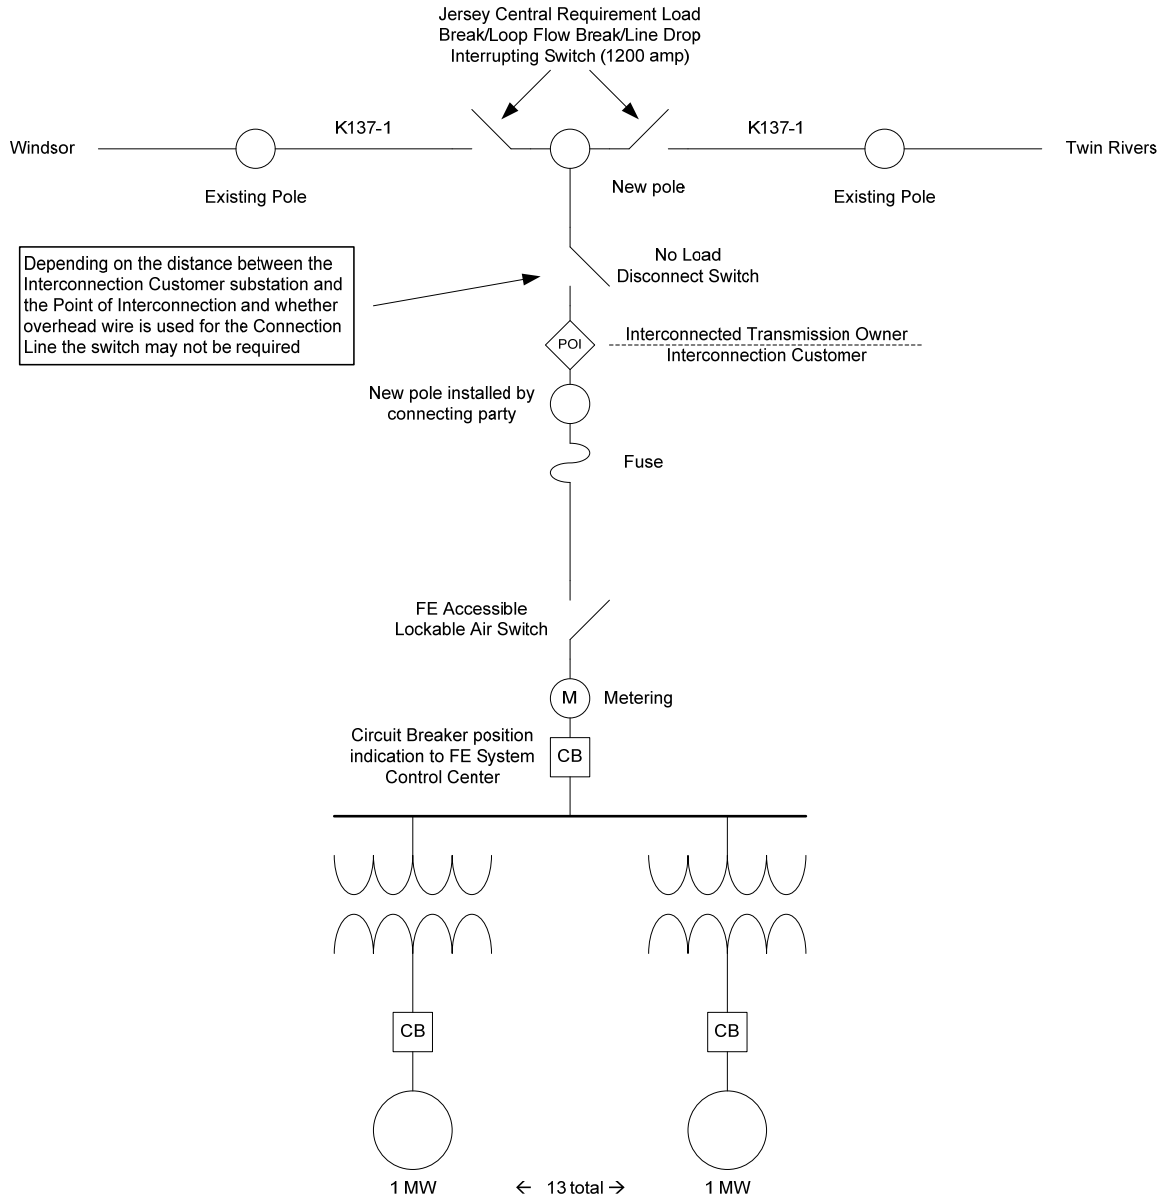 Jersey Central Requirement Load
Break/Loop Flow Break/Line Drop
Interrupting Switch (1200 amp)
K137-1
K137-1
Windsor
Twin Rivers
Existing Pole
New pole
Existing Pole
Depending on the distance between the
Interconnection Customer substation and
the Point of Interconnection and whether
overhead wire is used for the Connection
Line the switch may not be required
No Load
Disconnect Switch
POI
Interconnected Transmission Owner
Interconnection Customer
New pole installed by
connecting party
Fuse
FE Accessible
Lockable Air Switch
M
Metering
Circuit Breaker position
indication to FE System
Control Center
CB
CB
CB
1 MW
← 13 total →
1 MW